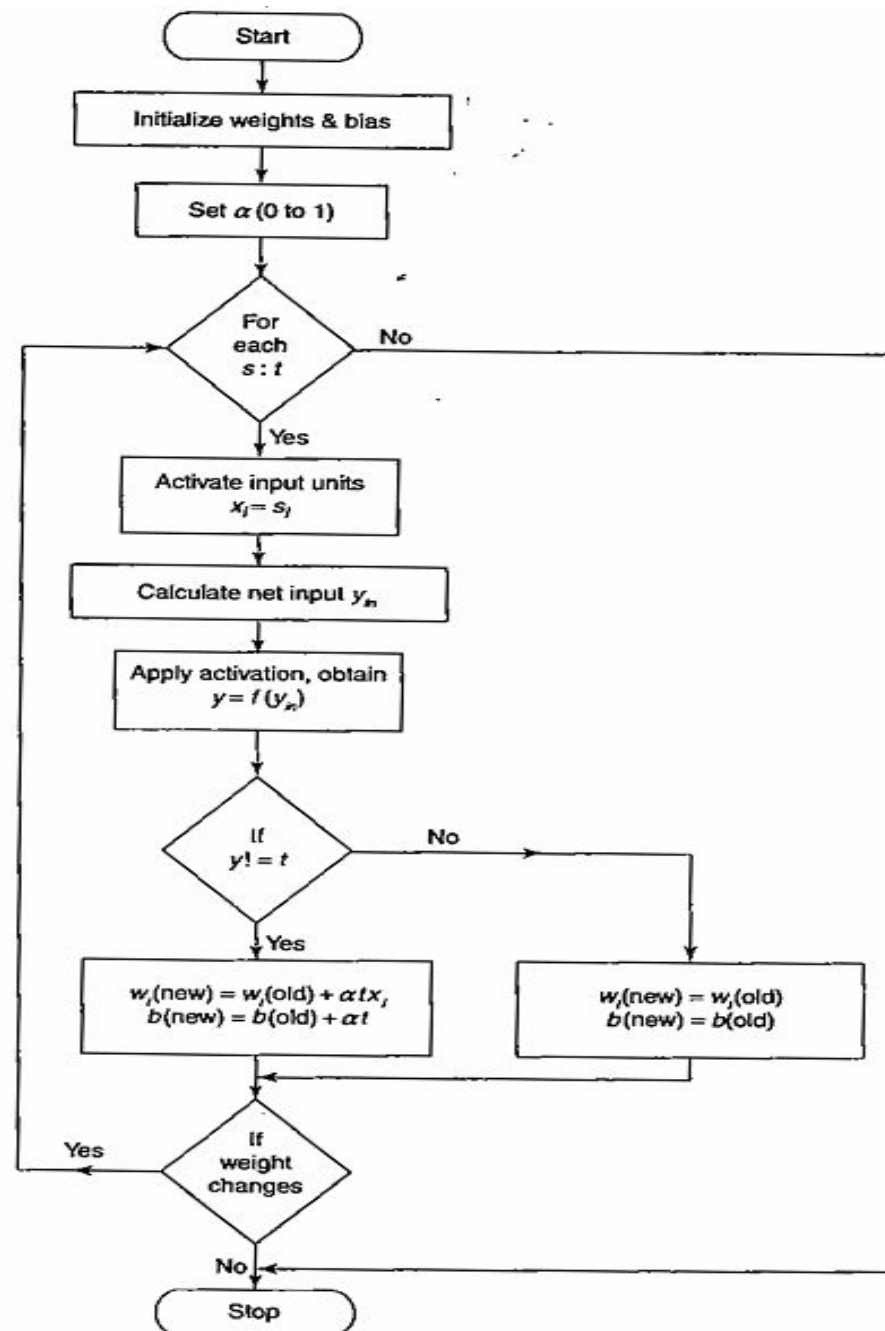 Start
Initialize weights & bias
Set α (0 to 1)
For
each
s : t
No
Yes
Activate input units
xᵢ = sᵢ
Calculate net input yᵢₙ
Apply activation, obtain
y = f (yᵢₙ)
If
y! = t
No
Yes
wᵢ(new) = wᵢ(old) + αtxᵢ
b(new) = b(old) + αt
wᵢ(new) = wᵢ(old)
b(new) = b(old)
If
weight
changes
Yes
No
Stop